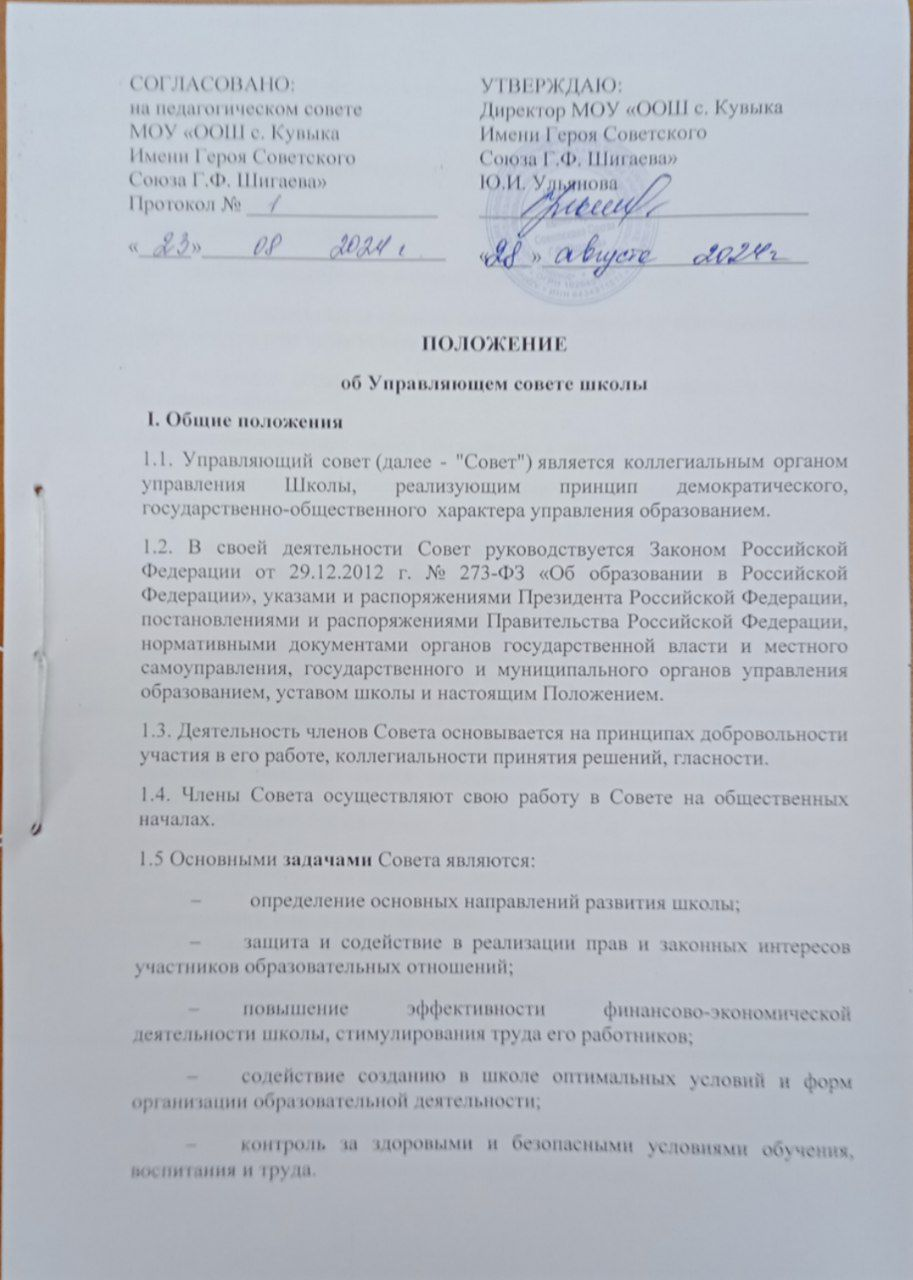 СОГЛАСОВАНО:
на педагогическом совете
МОУ «ООШ с. Кувыка
Имени Героя Советского
Союза Г.Ф. Шигаева»
Протокол № 1
«23» 08 2024 г
УТВЕРЖДАЮ:
Директор МОУ «ООШ с. Кувыка
Имени Героя Советского
Союза Г.Ф. Шигаева»
Ю.И. Ульянова
«28» августа 2024г
ПОЛОЖЕНИЕ
об Управляющем совете школы
I. Общие положения
1.1. Управляющий совет (далее - "Совет") является коллегиальным органом
управления Школы, реализующим принцип демократического,
государственно-общественного характера управления образованием.
1.2. В своей деятельности Совет руководствуется Законом Российской
Федерации от 29.12.2012 г. № 273-ФЗ «Об образовании в Российской
Федерации», указами и распоряжениями Президента Российской Федерации,
постановлениями и распоряжениями Правительства Российской Федерации,
нормативными документами органов государственной власти и местного
самоуправления, государственного и муниципального органов управления
образованием, уставом школы и настоящим Положением.
1.3. Деятельность членов Совета основывается на принципах добровольности
участия в его работе, коллегиальности принятия решений, гласности.
1.4. Члены Совета осуществляют свою работу в Совете на общественных
началах.
1.5 Основными задачами Совета являются:
– определение основных направлений развития школы;
– защита и содействие в реализации прав и законных интересов
участников образовательных отношений;
– повышение эффективности финансово-экономической
деятельности школы, стимулирования труда его работников;
– содействие созданию в школе оптимальных условий и форм
организации образовательной деятельности;
– контроль за здоровыми и безопасными условиями обучения,
воспитания и труда.